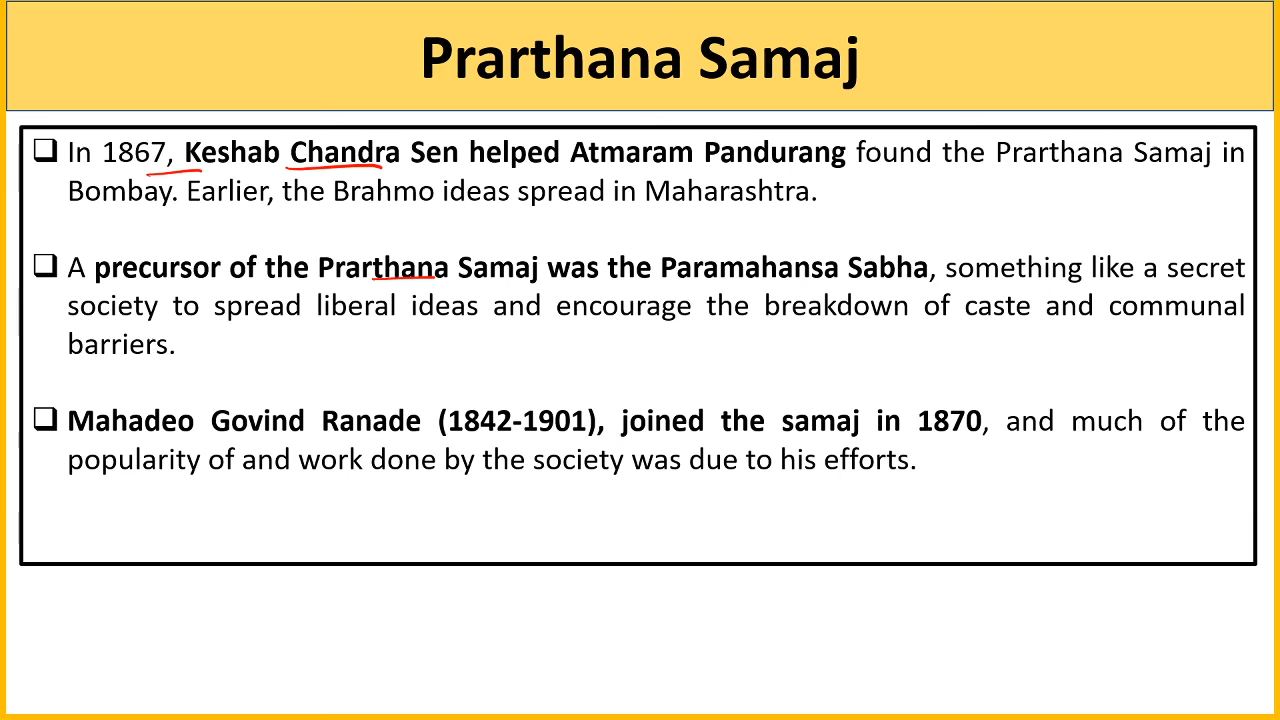 Prarthana Samaj
❑ In 1867, Keshab Chandra Sen helped Atmaram Pandurang found the Prarthana Samaj in
Bombay. Earlier, the Brahmo ideas spread in Maharashtra.
❑ A precursor of the Prarthana Samaj was the Paramahansa Sabha, something like a secret
society to spread liberal ideas and encourage the breakdown of caste and communal
barriers.
❑ Mahadeo Govind Ranade (1842-1901), joined the samaj in 1870, and much of the
popularity of and work done by the society was due to his efforts.